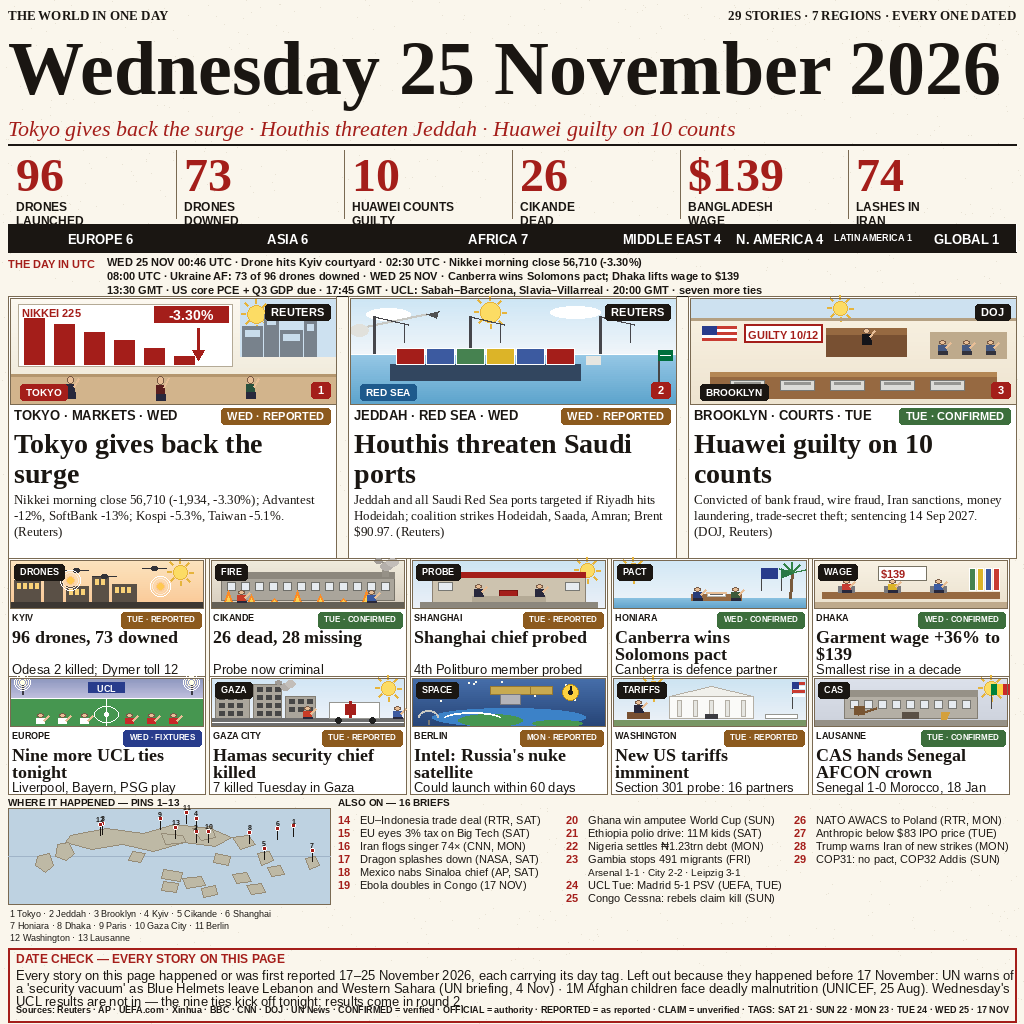 THE WORLD IN ONE DAY
29 STORIES · 7 REGIONS · EVERY ONE DATED
Wednesday 25 November 2026
Tokyo gives back the surge · Houthis threaten Jeddah · Huawei guilty on 10 counts
96
DRONES
LAUNCHED
73
DRONES
DOWNED
10
HUAWEI COUNTS
GUILTY
26
CIKANDE
DEAD
$139
BANGLADESH
WAGE
74
LASHES IN
IRAN
EUROPE 6
ASIA 6
AFRICA 7
MIDDLE EAST 4
N. AMERICA 4
LATIN AMERICA 1
GLOBAL 1
THE DAY IN UTC
WED 25 NOV 00:46 UTC · Drone hits Kyiv courtyard · 02:30 UTC · Nikkei morning close 56,710 (-3.30%)
08:00 UTC · Ukraine AF: 73 of 96 drones downed · WED 25 NOV · Canberra wins Solomons pact; Dhaka lifts wage to $139
13:30 GMT · US core PCE + Q3 GDP due · 17:45 GMT · UCL: Sabah–Barcelona, Slavia–Villarreal · 20:00 GMT · seven more ties
NIKKEI 225
-3.30%
REUTERS
TOKYO
1
TOKYO · MARKETS · WED
WED · REPORTED
Tokyo gives back the
surge
Nikkei morning close 56,710 (-1,934, -3.30%); Advantest
-12%, SoftBank -13%; Kospi -5.3%, Taiwan -5.1%.
(Reuters)
REUTERS
RED SEA
2
JEDDAH · RED SEA · WED
WED · REPORTED
Houthis threaten Saudi
ports
Jeddah and all Saudi Red Sea ports targeted if Riyadh hits
Hodeidah; coalition strikes Hodeidah, Saada, Amran; Brent
$90.97. (Reuters)
GUILTY 10/12
DOJ
BROOKLYN
3
BROOKLYN · COURTS · TUE
TUE · CONFIRMED
Huawei guilty on 10
counts
Convicted of bank fraud, wire fraud, Iran sanctions, money
laundering, trade-secret theft; sentencing 14 Sep 2027.
(DOJ, Reuters)
DRONES
KYIV
TUE · REPORTED
96 drones, 73 downed
Odesa 2 killed; Dymer toll 12
FIRE
CIKANDE
TUE · CONFIRMED
26 dead, 28 missing
Probe now criminal
PROBE
SHANGHAI
TUE · REPORTED
Shanghai chief probed
4th Politburo member probed
PACT
HONIARA
WED · CONFIRMED
Canberra wins
Solomons pact
Canberra is defence partner
WAGE
$139
DHAKA
WED · CONFIRMED
Garment wage +36% to
$139
Smallest rise in a decade
UCL
EUROPE
WED · FIXTURES
Nine more UCL ties
tonight
Liverpool, Bayern, PSG play
GAZA
GAZA CITY
TUE · REPORTED
Hamas security chief
killed
7 killed Tuesday in Gaza
SPACE
BERLIN
MON · REPORTED
Intel: Russia's nuke
satellite
Could launch within 60 days
TARIFFS
WASHINGTON
TUE · REPORTED
New US tariffs
imminent
Section 301 probe: 16 partners
CAS
LAUSANNE
TUE · CONFIRMED
CAS hands Senegal
AFCON crown
Senegal 1-0 Morocco, 18 Jan
WHERE IT HAPPENED — PINS 1–13
11
9
13
10
8
6
5
7
1 Tokyo · 2 Jeddah · 3 Brooklyn · 4 Kyiv · 5 Cikande · 6 Shanghai
7 Honiara · 8 Dhaka · 9 Paris · 10 Gaza City · 11 Berlin
12 Washington · 13 Lausanne
ALSO ON — 16 BRIEFS
14 EU–Indonesia trade deal (RTR, SAT)
15 EU eyes 3% tax on Big Tech (SAT)
16 Iran flogs singer 74× (CNN, MON)
17 Dragon splashes down (NASA, SAT)
18 Mexico nabs Sinaloa chief (AP, SAT)
19 Ebola doubles in Congo (17 NOV)
20 Ghana win amputee World Cup (SUN)
21 Ethiopia polio drive: 11M kids (SAT)
22 Nigeria settles ₦1.23trn debt (MON)
23 Gambia stops 491 migrants (FRI)
Arsenal 1-1 · City 2-2 · Leipzig 3-1
24 UCL Tue: Madrid 5-1 PSV (UEFA, TUE)
25 Congo Cessna: rebels claim kill (SUN)
26 NATO AWACS to Poland (RTR, MON)
27 Anthropic below $83 IPO price (TUE)
28 Trump warns Iran of new strikes (MON)
29 COP31: no pact, COP32 Addis (SUN)
DATE CHECK — EVERY STORY ON THIS PAGE
Every story on this page happened or was first reported 17–25 November 2026, each carrying its day tag. Left out because they happened before 17 November: UN warns of
a 'security vacuum' as Blue Helmets leave Lebanon and Western Sahara (UN briefing, 4 Nov) · 1M Afghan children face deadly malnutrition (UNICEF, 25 Aug). Wednesday's
UCL results are not in — the nine ties kick off tonight; results come in round 2.
Sources: Reuters · AP · UEFA.com · Xinhua · BBC · CNN · DOJ · UN News · CONFIRMED = verified · OFFICIAL = authority · REPORTED = as reported · CLAIM = unverified · TAGS: SAT 21 · SUN 22 · MON 23 · TUE 24 · WED 25 · 17 NOV